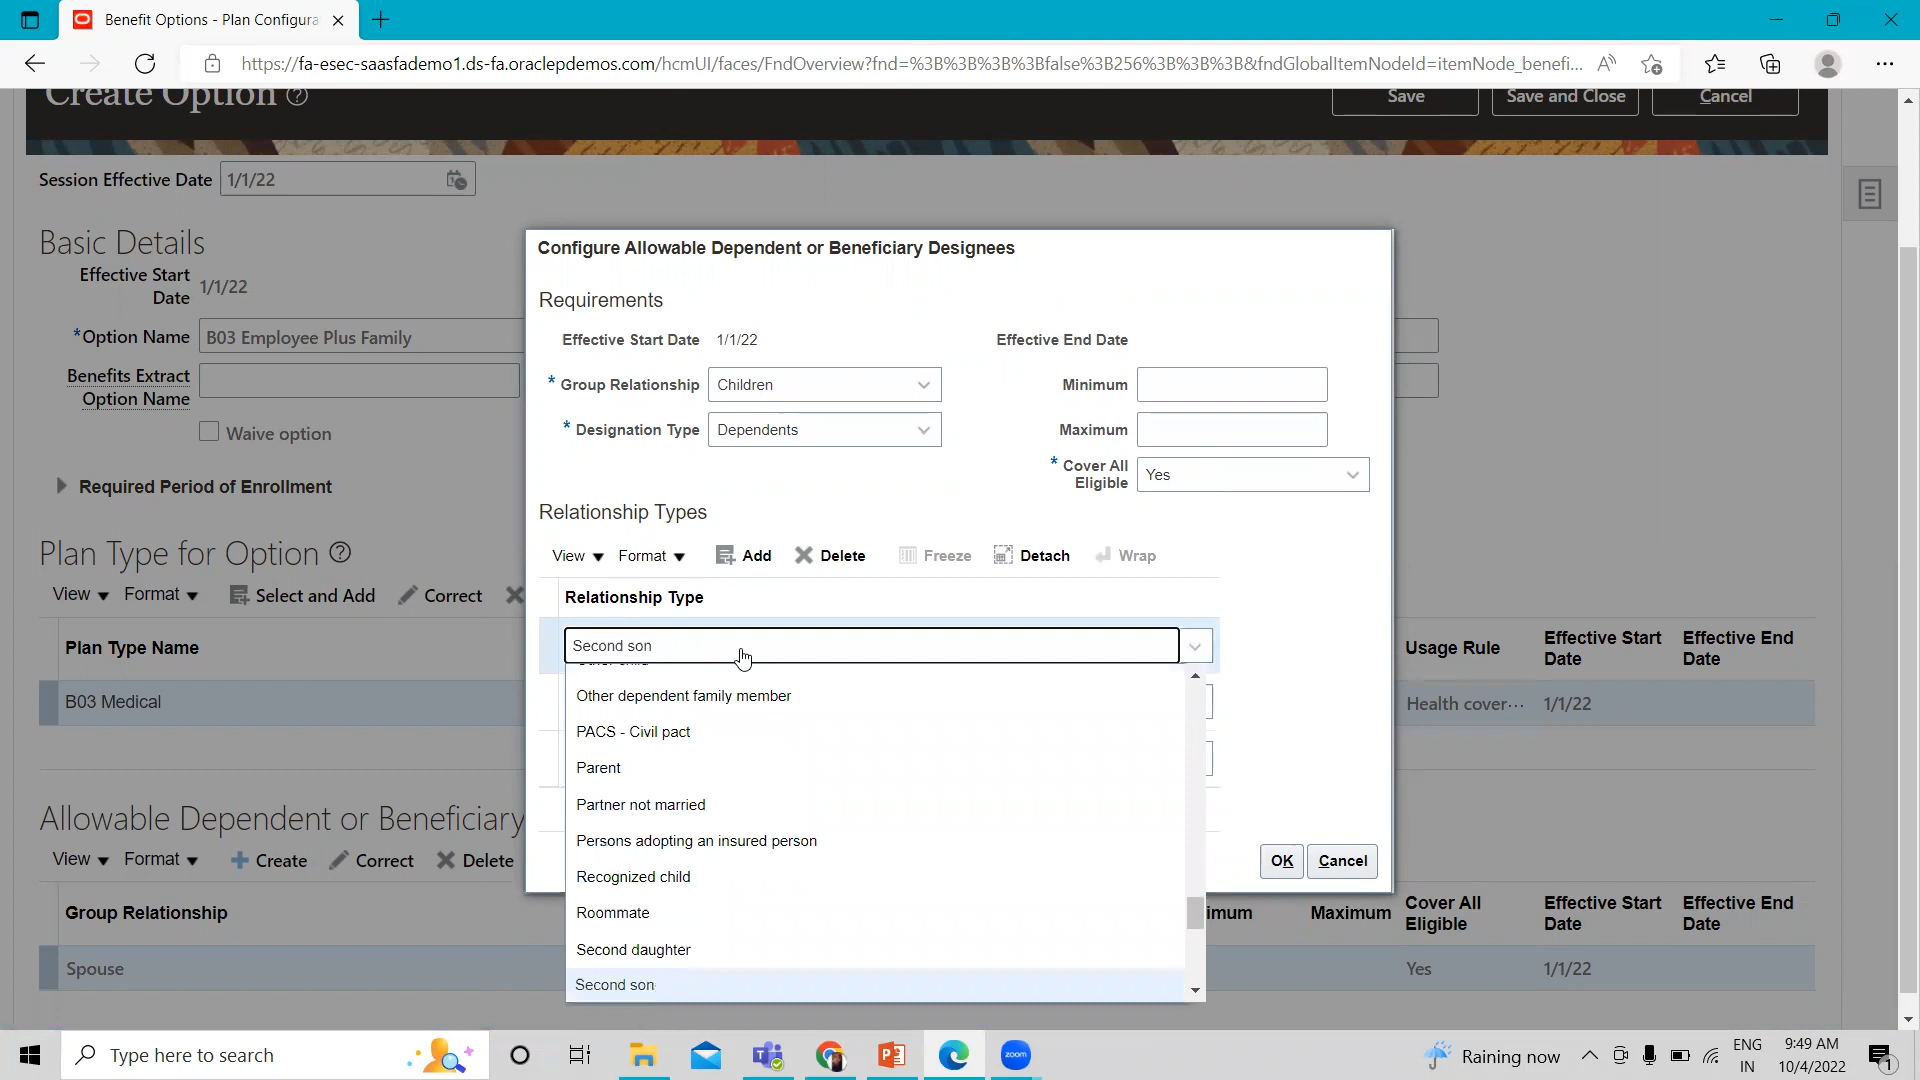 Benefit Options - Plan Configura
https://fa-esec-saasfademo1.ds-fa.oraclepdemos.com/hcmUI/faces/FndOverview?fnd=%3B%3B%3B%3Bfalse%3B256%3B%3B%3B&fndGlobalItemNodeId=itemNode_benefi...
Create Option
Save Save and Close Cancel
Session Effective Date 1/1/22
Basic Details
Effective Start Date 1/1/22
*Option Name B03 Employee Plus Family
Benefits Extract Option Name
Waive option
Required Period of Enrollment
Plan Type for Option
View Format Select and Add Correct
Plan Type Name
Usage Rule
Effective Start Date
Effective End Date
B03 Medical
Health cover... 1/1/22
Allowable Dependent or Beneficiary
View Format Create Correct Delete
Group Relationship
imum Maximum
Cover All Eligible
Effective Start Date
Effective End Date
Spouse
Yes 1/1/22
Configure Allowable Dependent or Beneficiary Designees
Requirements
Effective Start Date 1/1/22
Effective End Date
* Group Relationship Children
Minimum
* Designation Type Dependents
Maximum
* Cover All Eligible Yes
Relationship Types
View Format Add Delete Freeze Detach Wrap
Relationship Type
Second son
Other dependent family member
PACS - Civil pact
Parent
Partner not married
Persons adopting an insured person
Recognized child
Roommate
Second daughter
Second son
OK Cancel
Type here to search
zoom
Raining now
ENG
IN
9:49 AM
10/4/2022
1